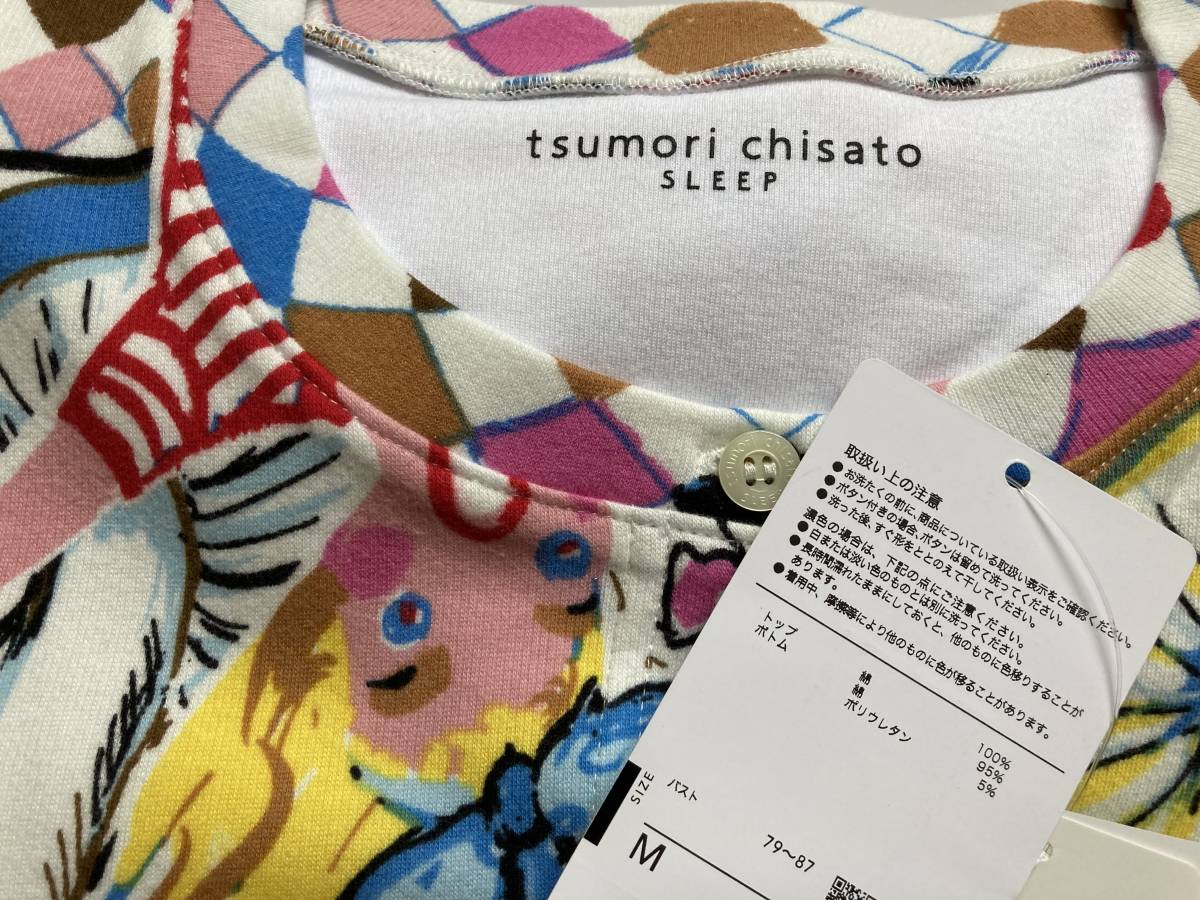 tsumori chisato
SLEEP
取扱い上の注意
●お洗たくの前に、商品についている取扱い表示をご確認ください。
●ボタン付きの場合、ボタンは留めて洗ってください。
●洗った後、すぐ形をととのえて干してください。
濃色の場合は、下記の点にご注意ください。
●白または淡い色のものとは別に洗ってください。
●長時間濡れたままにしておくと、他のものに色移りすることが
あります。
●着用中、摩擦等により他のものに色が移ることがあります。
トップ 綿 100%
ボトム 綿 95%
ポリウレタン 5%
SIZE
バスト 79〜87
M